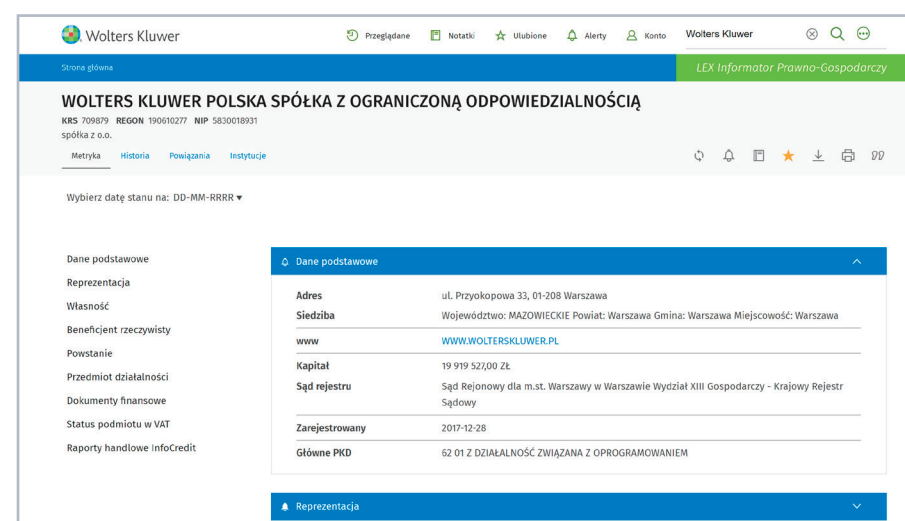 Wolters Kluwer
Przeglądane Notatki Ulubione Alerty Konto Wolters Kluwer
Strona główna
LEX Informator Prawno-Gospodarczy
WOLTERS KLUWER POLSKA SPÓŁKA Z OGRANICZONĄ ODPOWIEDZIALNOŚCIĄ
KRS 709879 REGON 190610277 NIP 5830018931
spółka z o.o.
Metryka Historia Powiązania Instytucje
Wybierz datę stanu na: DD-MM-RRRR
Dane podstawowe
Reprezentacja
Własność
Beneficjent rzeczywisty
Powstanie
Przedmiot działalności
Dokumenty finansowe
Status podmiotu w VAT
Raporty handlowe InfoCredit
Dane podstawowe
Adres ul. Przyokopowa 33, 01-208 Warszawa
Siedziba Województwo: MAZOWIECKIE Powiat: Warszawa Gmina: Warszawa Miejscowość: Warszawa
www WWW.WOLTERSKLUWER.PL
Kapitał 19 919 527,00 ZŁ
Sąd rejestru Sąd Rejonowy dla m.st. Warszawy w Warszawie Wydział XIII Gospodarczy - Krajowy Rejestr
Sądowy
Zarejestrowany 2017-12-28
Główne PKD 62 01 Z DZIAŁALNOŚĆ ZWIĄZANA Z OPROGRAMOWANIEM
Reprezentacja